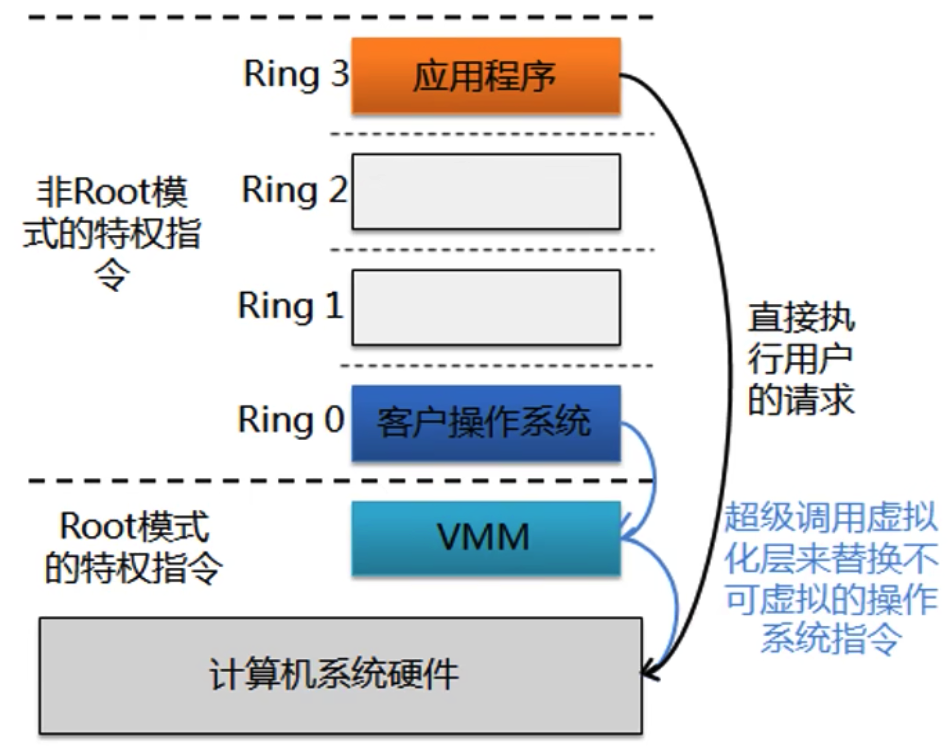 Ring 3
应用程序
非Root模
式的特权指
令
Ring 2
Ring 1
直接执
行用户
的请求
Ring 0
客户操作系统
Root模式
的特权指令
VMM
超级调用虚拟
化层来替换不
可虚拟的操作
系统指令
计算机系统硬件